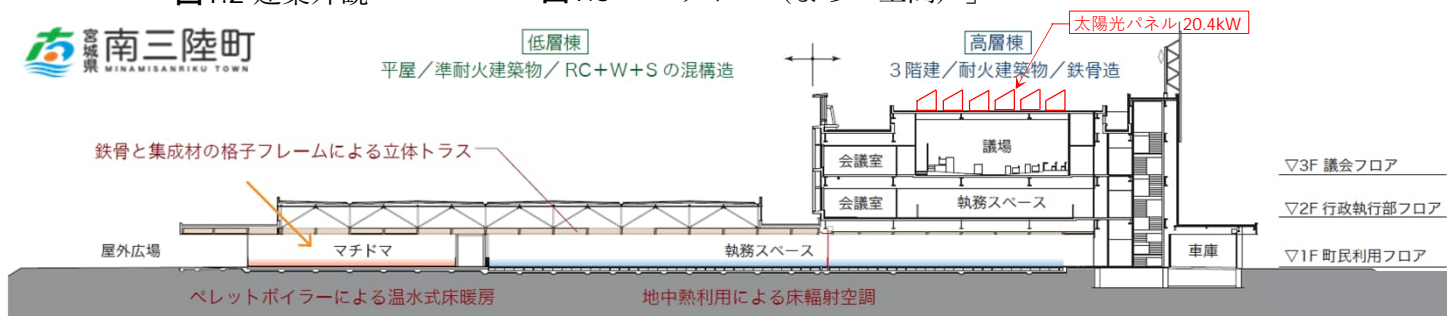 宮城県
南三陸町
MINAMISANRIKU TOWN
低層棟
平屋／準耐火建築物／RC+W+Sの混構造
高層棟
3階建／耐火建築物／鉄骨造
太陽光パネル 20.4kW
鉄骨と集成材の格子フレームによる立体トラス
会議室
議場
会議室
執務スペース
▽3F 議会フロア
▽2F 行政執行部フロア
屋外広場
マチドマ
執務スペース
車庫
▽1F 町民利用フロア
ペレットボイラーによる温水式床暖房
地中熱利用による床輻射空調